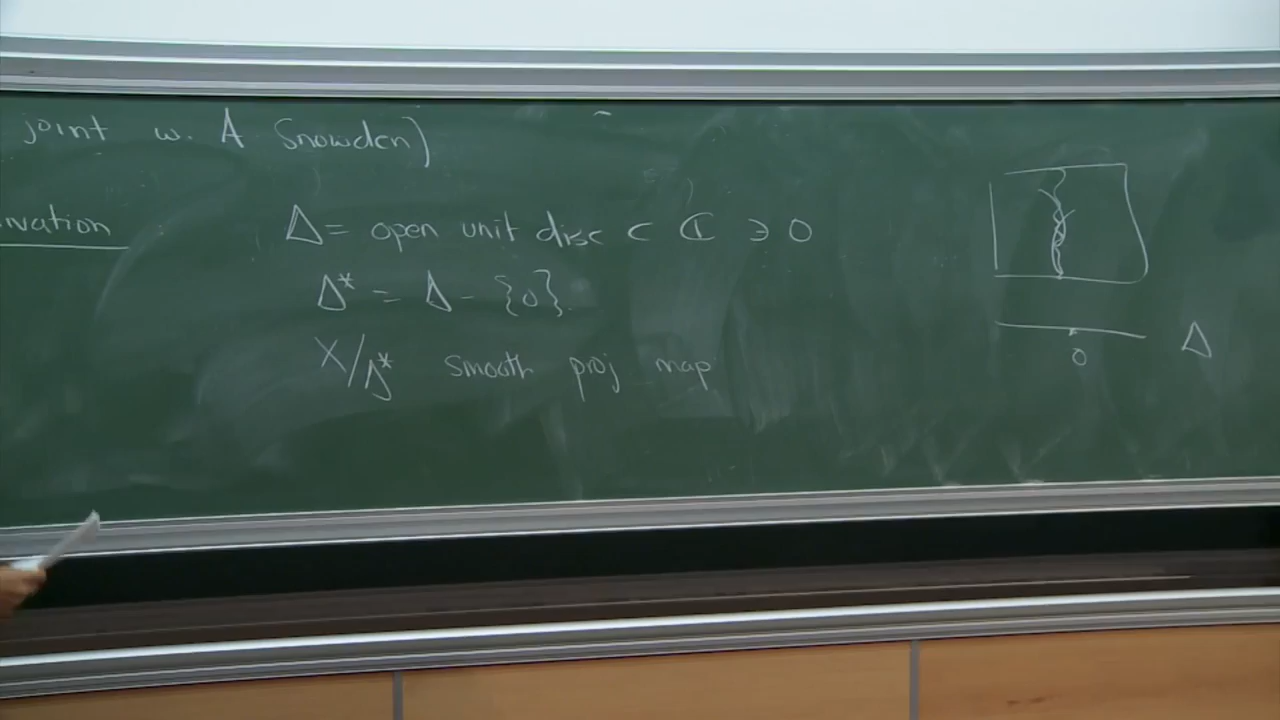 joint w. A Snowden)
ivation :
Δ = open unit disc ⊂ ℂ ∋ 0
Δ* = Δ - {0}.
X/Δ* smooth proj map
0 Δ